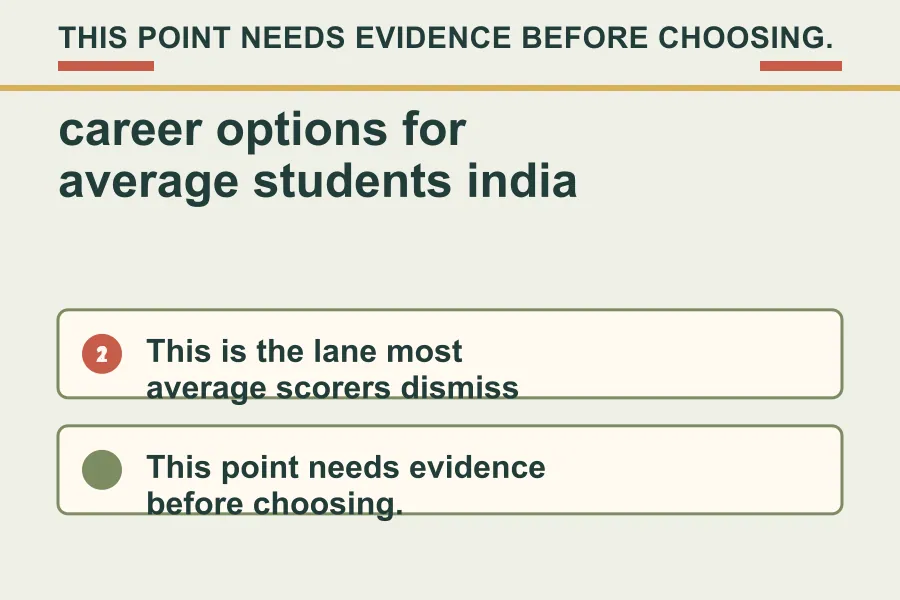 THIS POINT NEEDS EVIDENCE BEFORE CHOOSING.
career options for
average students india
2
This is the lane most
average scorers dismiss
This point needs evidence
before choosing.